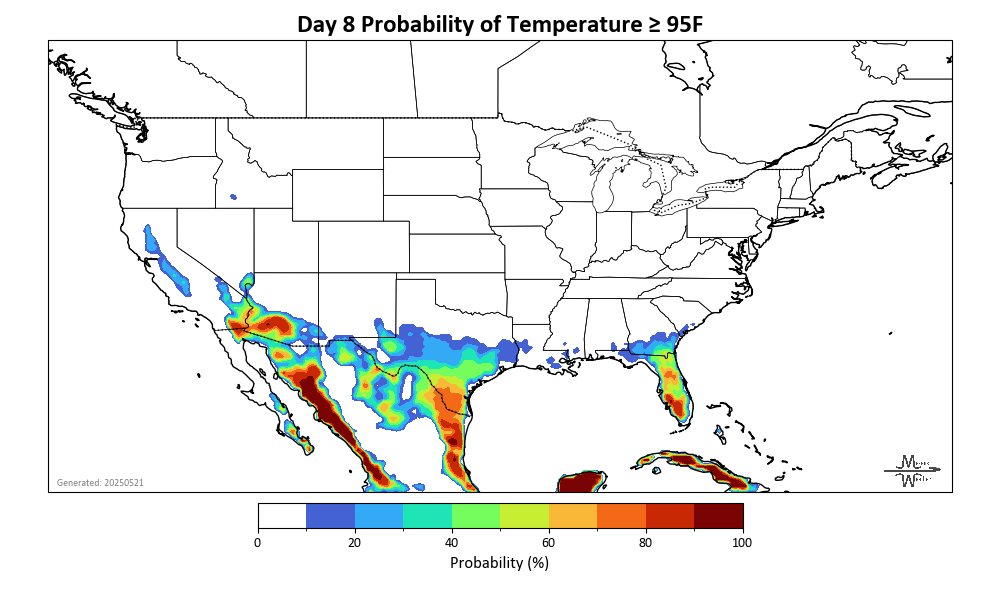 Day 8 Probability of Temperature ≥ 95F
Generated: 20250521
0 20 40 60 80 100
Probability (%)